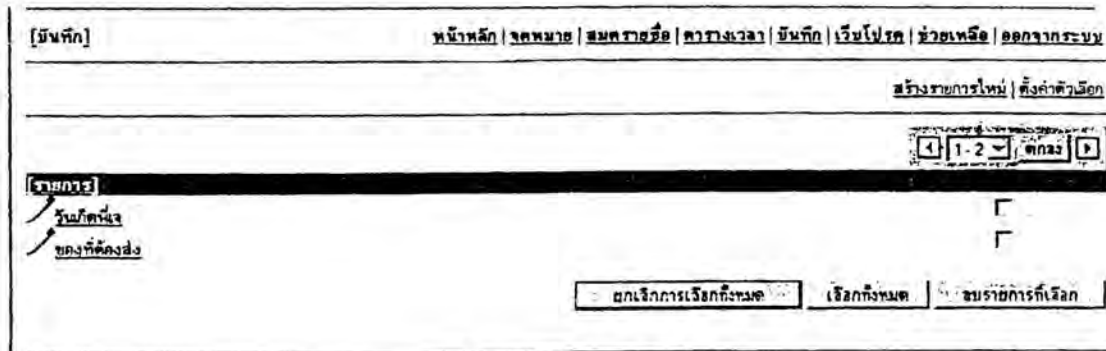 [บันทึก] หน้าหลัก | จดหมาย | สมุดรายชื่อ | ตารางเวลา | บันทึก | เว็บโปรด | ช่วยเหลือ | ออกจากระบบ
สร้างรายการใหม่ | ตั้งค่าตัวเลือก
1 - 2 ตกลง
[รายการ]
วันเกิดพี่เจ
ของที่ต้องส่ง
ยกเลิกการเลือกทั้งหมด เลือกทั้งหมด ลบรายการที่เลือก